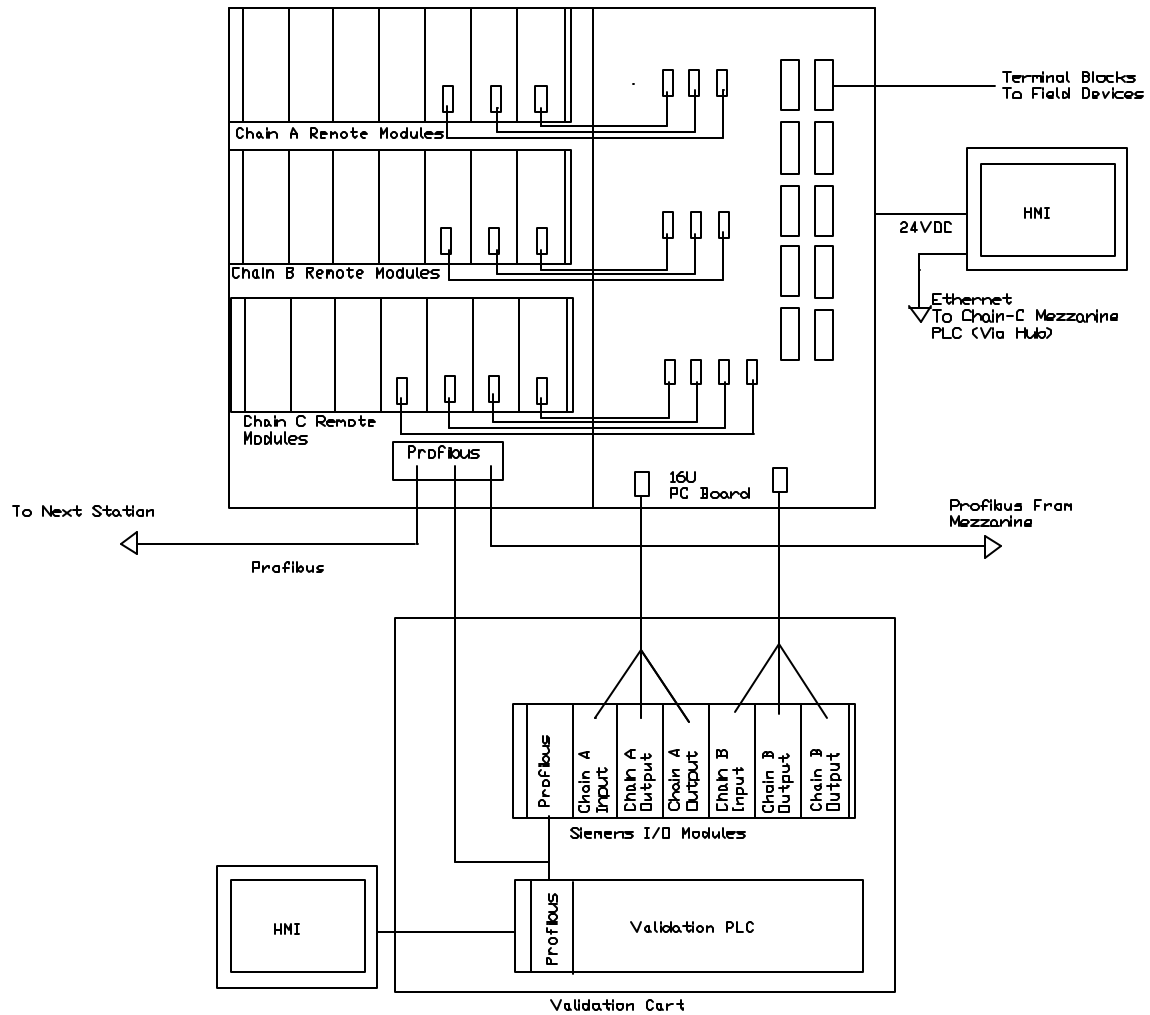 Terminal Blocks
To Field Devices
Chain A Remote Modules
HMI
24VDC
Chain B Remote Modules
Ethernet
To Chain-C Mezzanine
PLC (Via Hub)
Chain C Remote
Modules
Profibus
16U
PC Board
To Next Station
Profibus From
Mezzanine
Profibus
Profibus
Chain A
Input
Chain A
Output
Chain A
Output
Chain B
Input
Chain B
Output
Chain B
Output
Siemens I/O Modules
HMI
Profibus
Validation PLC
Validation Cart